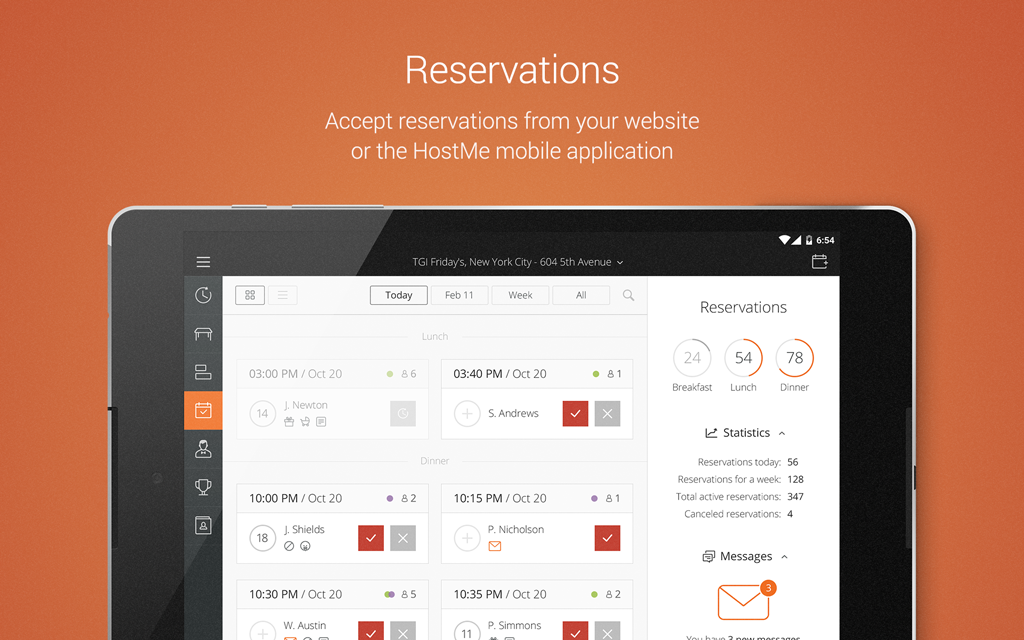 Reservations
Accept reservations from your website
or the HostMe mobile application
6:54
TGI Friday's, New York City - 604 5th Avenue
Today Feb 11 Week All
Lunch
03:00 PM / Oct 20 6
14 J. Newton
03:40 PM / Oct 20 1
S. Andrews
Dinner
10:00 PM / Oct 20 2
18 J. Shields
10:15 PM / Oct 20 1
P. Nicholson
10:30 PM / Oct 20 5
W. Austin
10:35 PM / Oct 20 2
11 P. Simmons
Reservations
24 54 78
Breakfast Lunch Dinner
Statistics
Reservations today: 56
Reservations for a week: 128
Total active reservations: 347
Canceled reservations: 4
Messages
3
You have 3 new messages